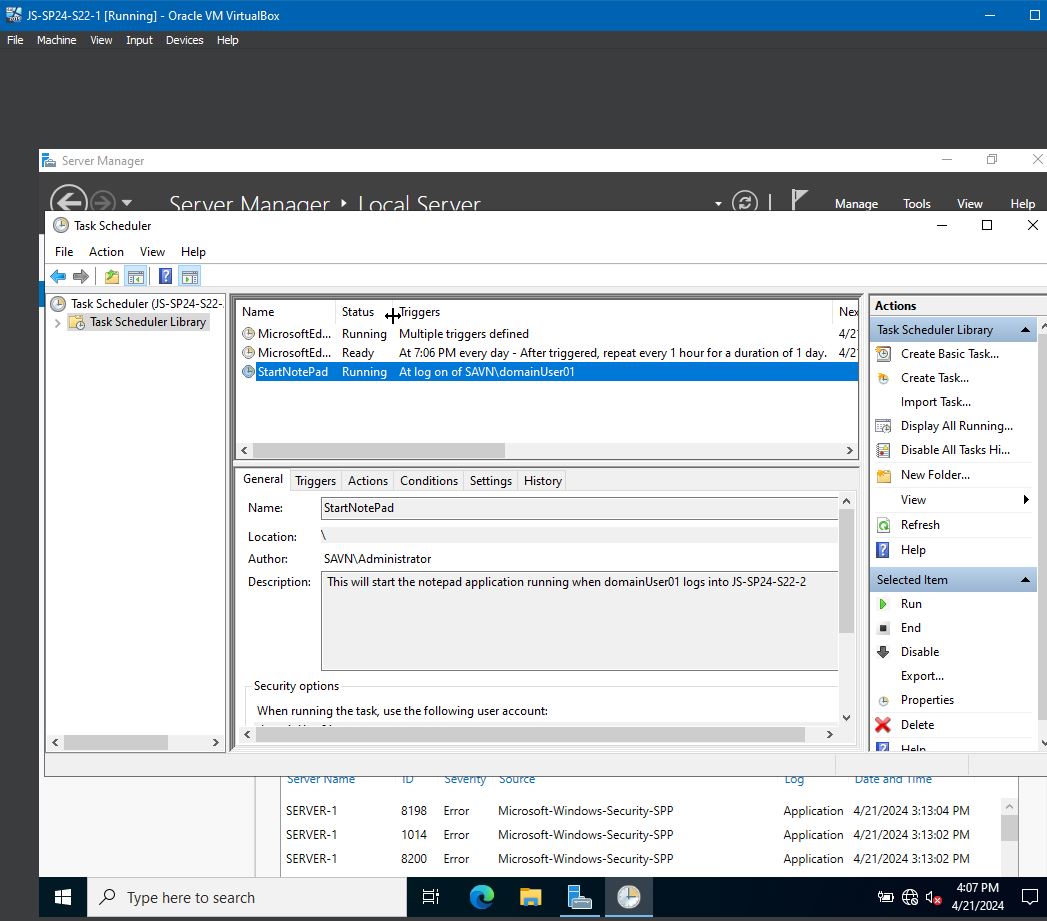 JS-SP24-S22-1 [Running] - Oracle VM VirtualBox
File Machine View Input Devices Help
Server Manager
Server Manager Local Server
Manage Tools View Help
Task Scheduler
File Action View Help
Task Scheduler (JS-SP24-S22-
Task Scheduler Library
Name Status Triggers Nex
MicrosoftEd... Running Multiple triggers defined 4/2
MicrosoftEd... Ready At 7:06 PM every day - After triggered, repeat every 1 hour for a duration of 1 day. 4/2
StartNotePad Running At log on of SAVN\domainUser01
General Triggers Actions Conditions Settings History
Name: StartNotePad
Location: \
Author: SAVN\Administrator
Description: This will start the notepad application running when domainUser01 logs into JS-SP24-S22-2
Security options
When running the task, use the following user account:
Actions
Task Scheduler Library
Create Basic Task...
Create Task...
Import Task...
Display All Running...
Disable All Tasks Hi...
New Folder...
View
Refresh
Help
Selected Item
Run
End
Disable
Export...
Properties
Delete
Help
Server Name ID Severity Source Log Date and Time
SERVER-1 8198 Error Microsoft-Windows-Security-SPP Application 4/21/2024 3:13:04 PM
SERVER-1 1014 Error Microsoft-Windows-Security-SPP Application 4/21/2024 3:13:02 PM
SERVER-1 8200 Error Microsoft-Windows-Security-SPP Application 4/21/2024 3:13:02 PM
Type here to search
4:07 PM
4/21/2024